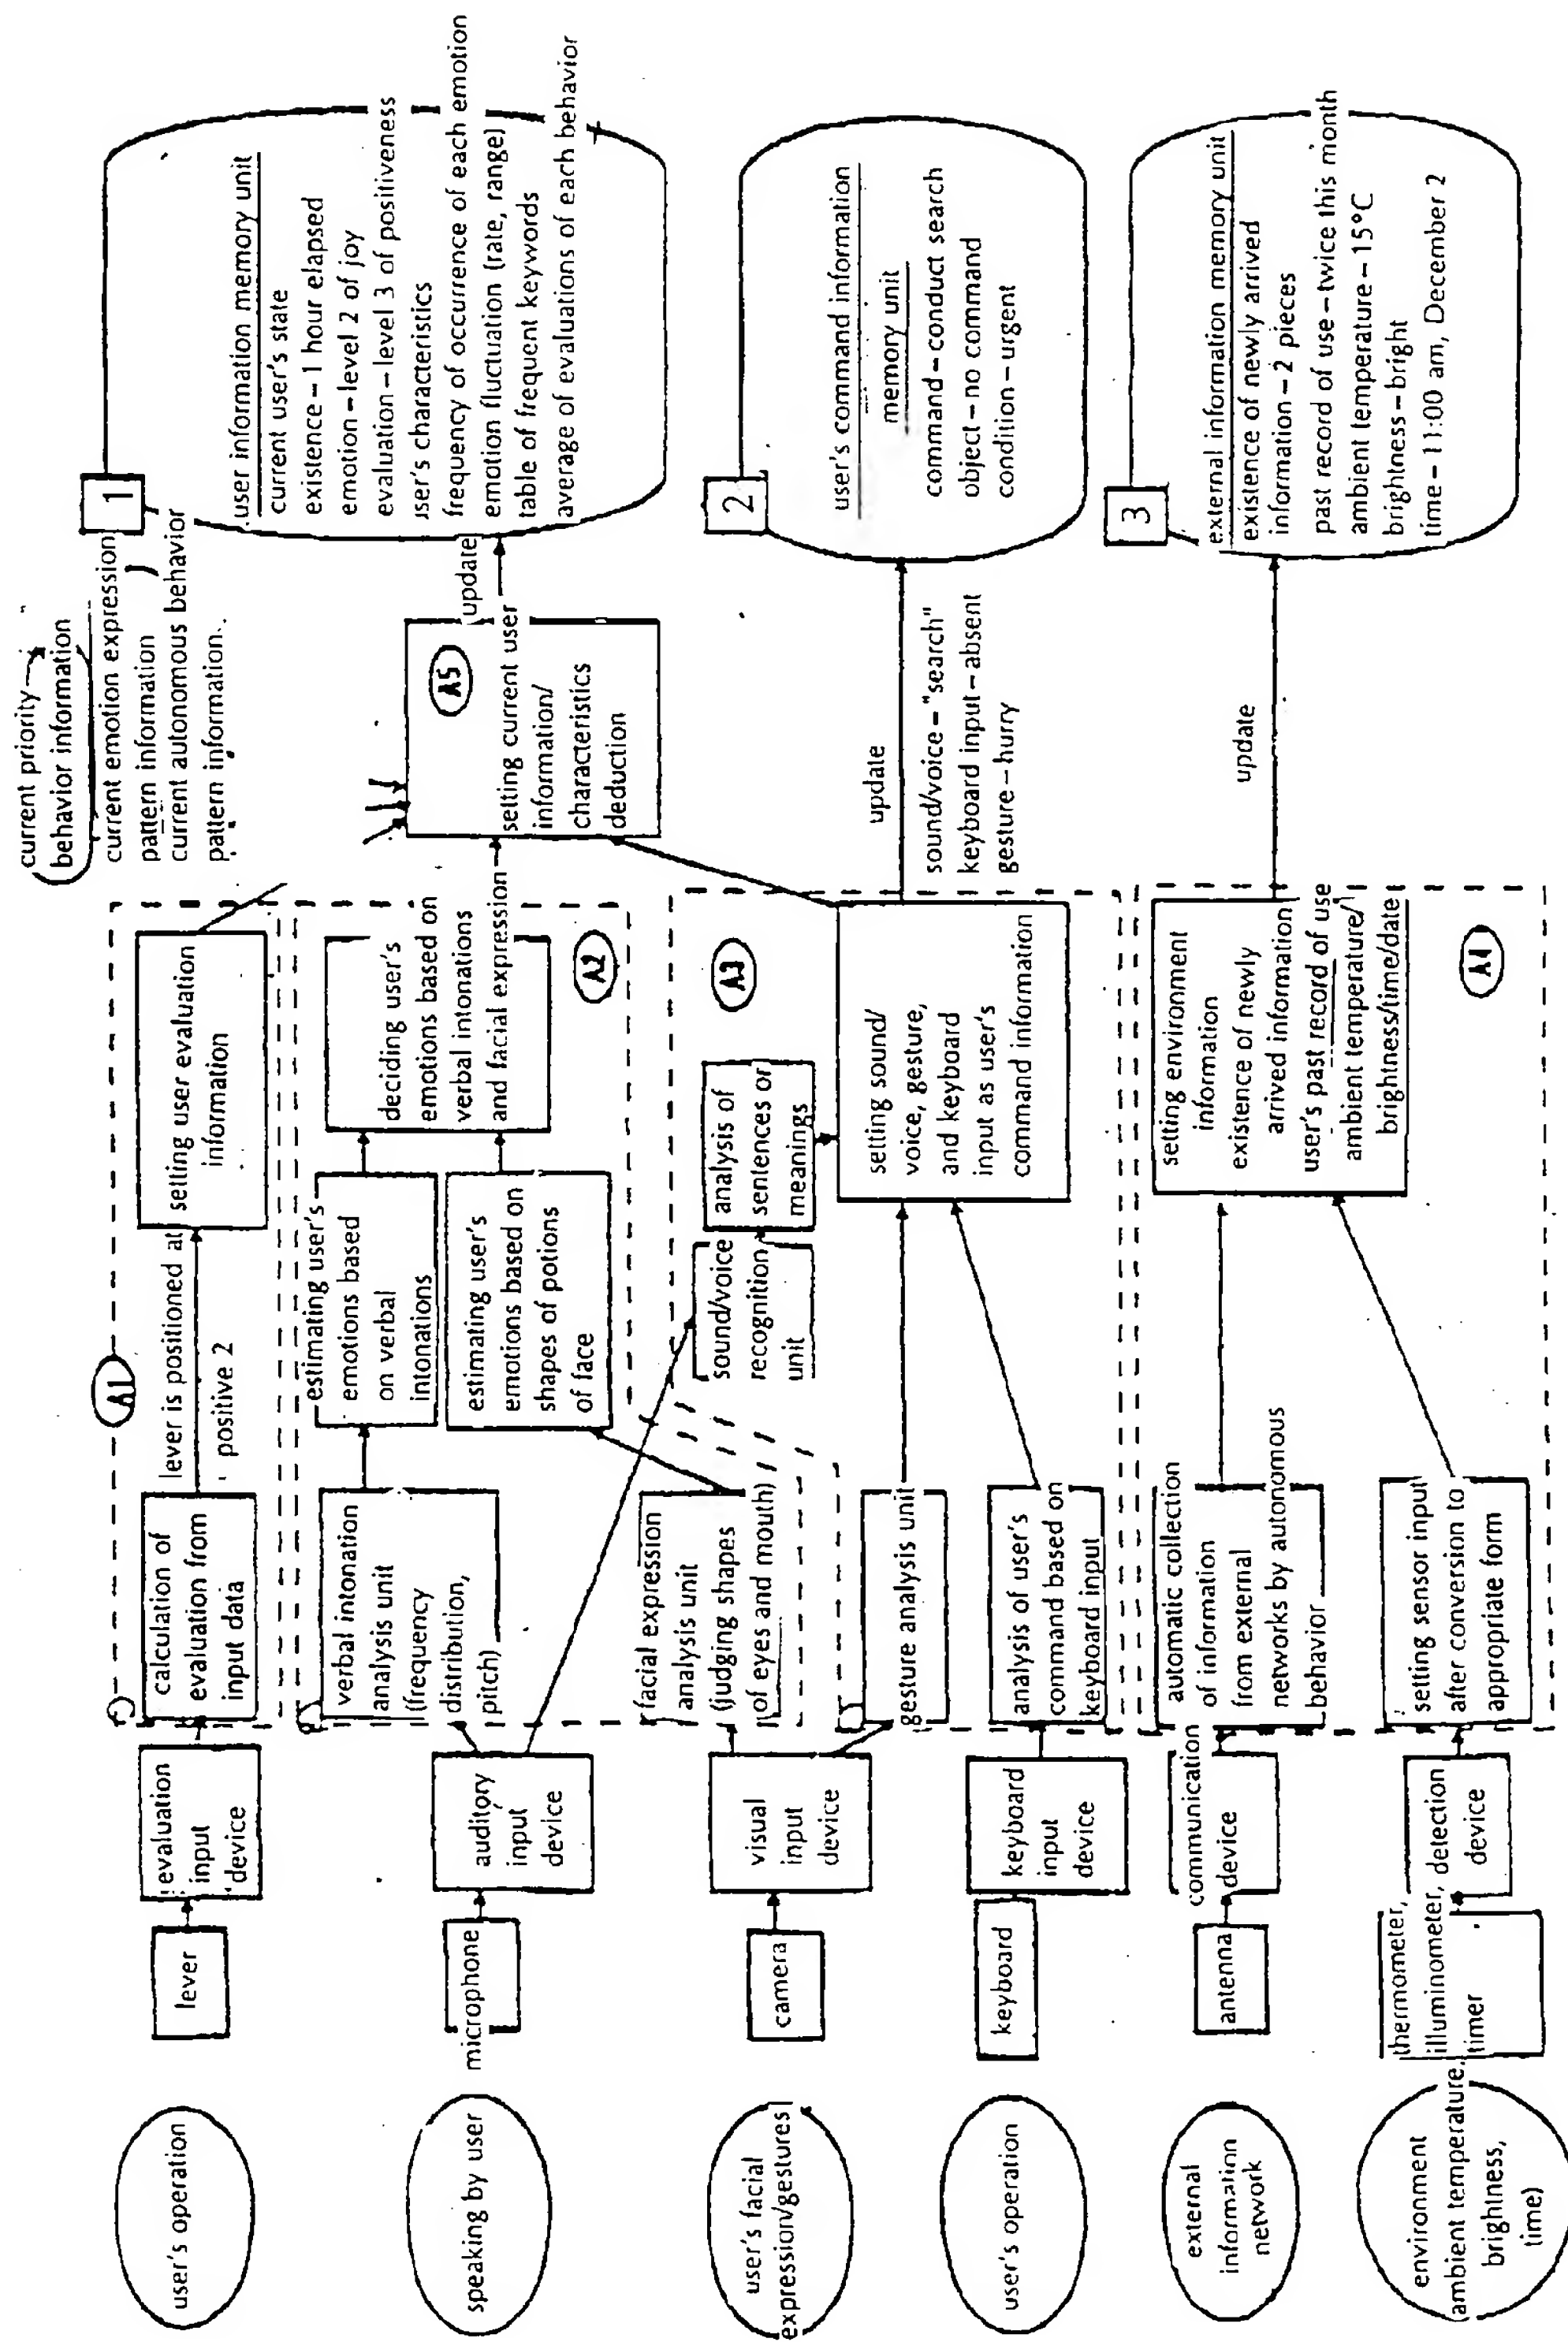 user's operation
speaking by user
user's facial
expression/gestures
user's operation
external
information
network
environment
(ambient temperature,
brightness,
time)
lever
microphone
camera
keyboard
antenna
thermometer,
illuminometer,
timer
evaluation
input
device
auditory
input
device
visual
input
device
keyboard
input
device
communication
device
detection
device
A1
calculation of
evaluation from
input data
lever is positioned at
positive 2
setting user evaluation
information
verbal intonation
analysis unit
(frequency
distribution,
pitch)
estimating user's
emotions based
on verbal
intonations
facial expression
analysis unit
(judging shapes
of eyes and mouth)
estimating user's
emotions based on
shapes of potions
of face
deciding user's
emotions based on
verbal intonations
and facial expression
A2
sound/voice
recognition
unit
analysis of
sentences or
meanings
A3
gesture analysis unit
analysis of user's
command based on
keyboard input
setting sound/
voice, gesture,
and keyboard
input as user's
command information
automatic collection
of information
from external
networks by autonomous
behavior
seting sensor input
after conversion to
appropriate form
setting environment
information
existence of newly
arrived information
user's past record of use
ambient temperature/
brightness/time/date
A4
current priority
behavior information
current emotion expression
pattern information
current autonomous behavior
pattern information
A5
setting current user
information/
characteristics
deduction
update
update
sound/voice – "search"
keyboard input – absent
gesture – hurry
update
1
user information memory unit
current user's state
existence – 1 hour elapsed
emotion – level 2 of joy
evaluation – level 3 of positiveness
user's characteristics
frequency of occurrence of each emotion
emotion fluctuation (rate, range)
table of frequent keywords
average of evaluations of each behavior
2
user's command information
memory unit
command – conduct search
object – no command
condition – urgent
3
external information memory unit
existence of newly arrived
information – 2 pieces
past record of use – twice this month
ambient temperature – 15°C
brightness – bright
time – 11:00 am, December 2